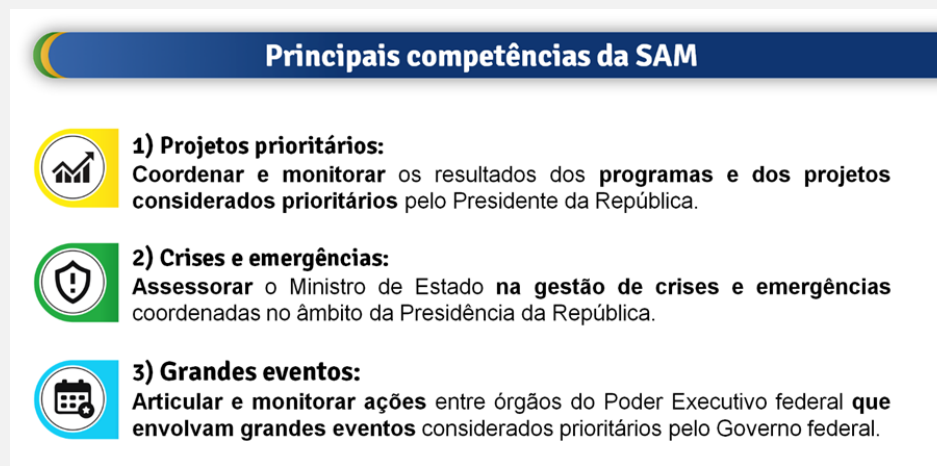 Principais competências da SAM
1) Projetos prioritários:
Coordenar e monitorar os resultados dos programas e dos projetos
considerados prioritários pelo Presidente da República.
2) Crises e emergências:
Assessorar o Ministro de Estado na gestão de crises e emergências
coordenadas no âmbito da Presidência da República.
3) Grandes eventos:
Articular e monitorar ações entre órgãos do Poder Executivo federal que
envolvam grandes eventos considerados prioritários pelo Governo federal.